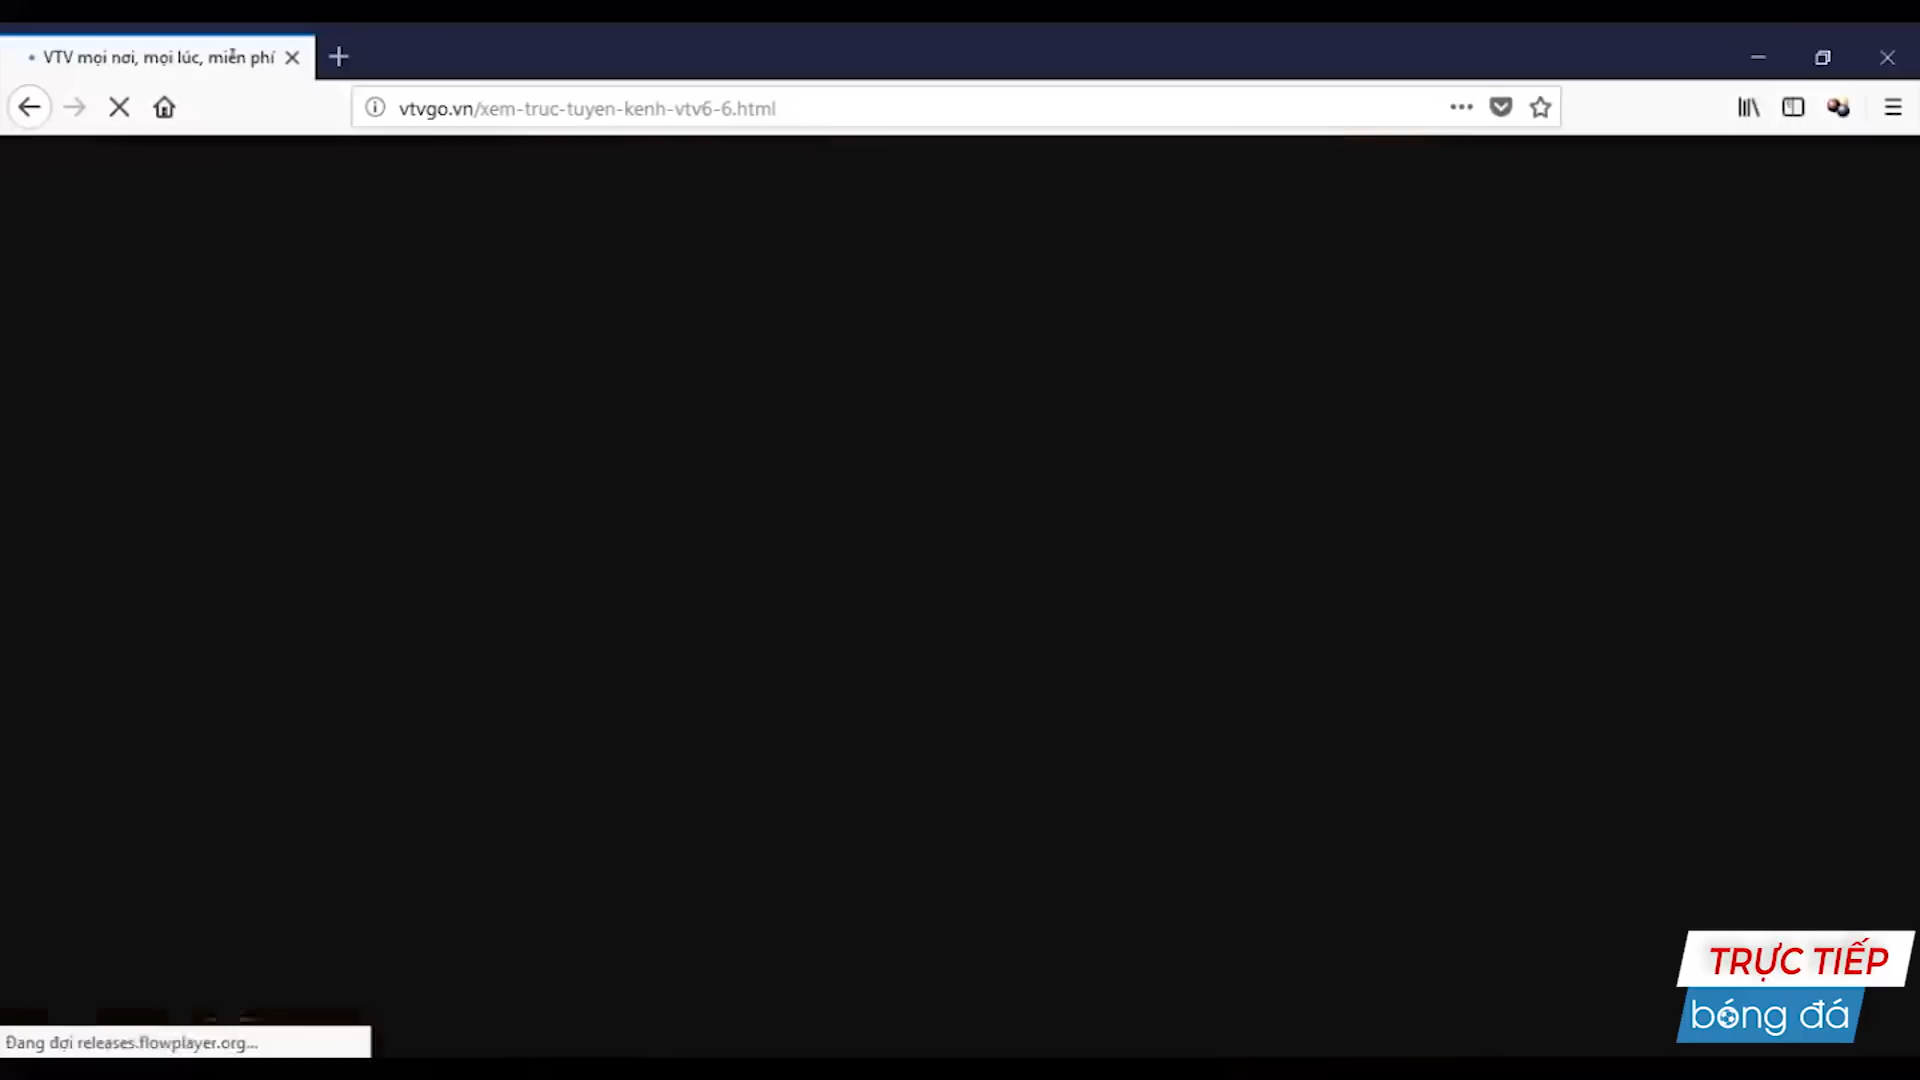 VTV mọi nơi, mọi lúc, miễn phí
vtvgo.vn/xem-truc-tuyen-kenh-vtv6-6.html
TRỰC TIẾP
bóng đá
Đang đợi releases.flowplayer.org...